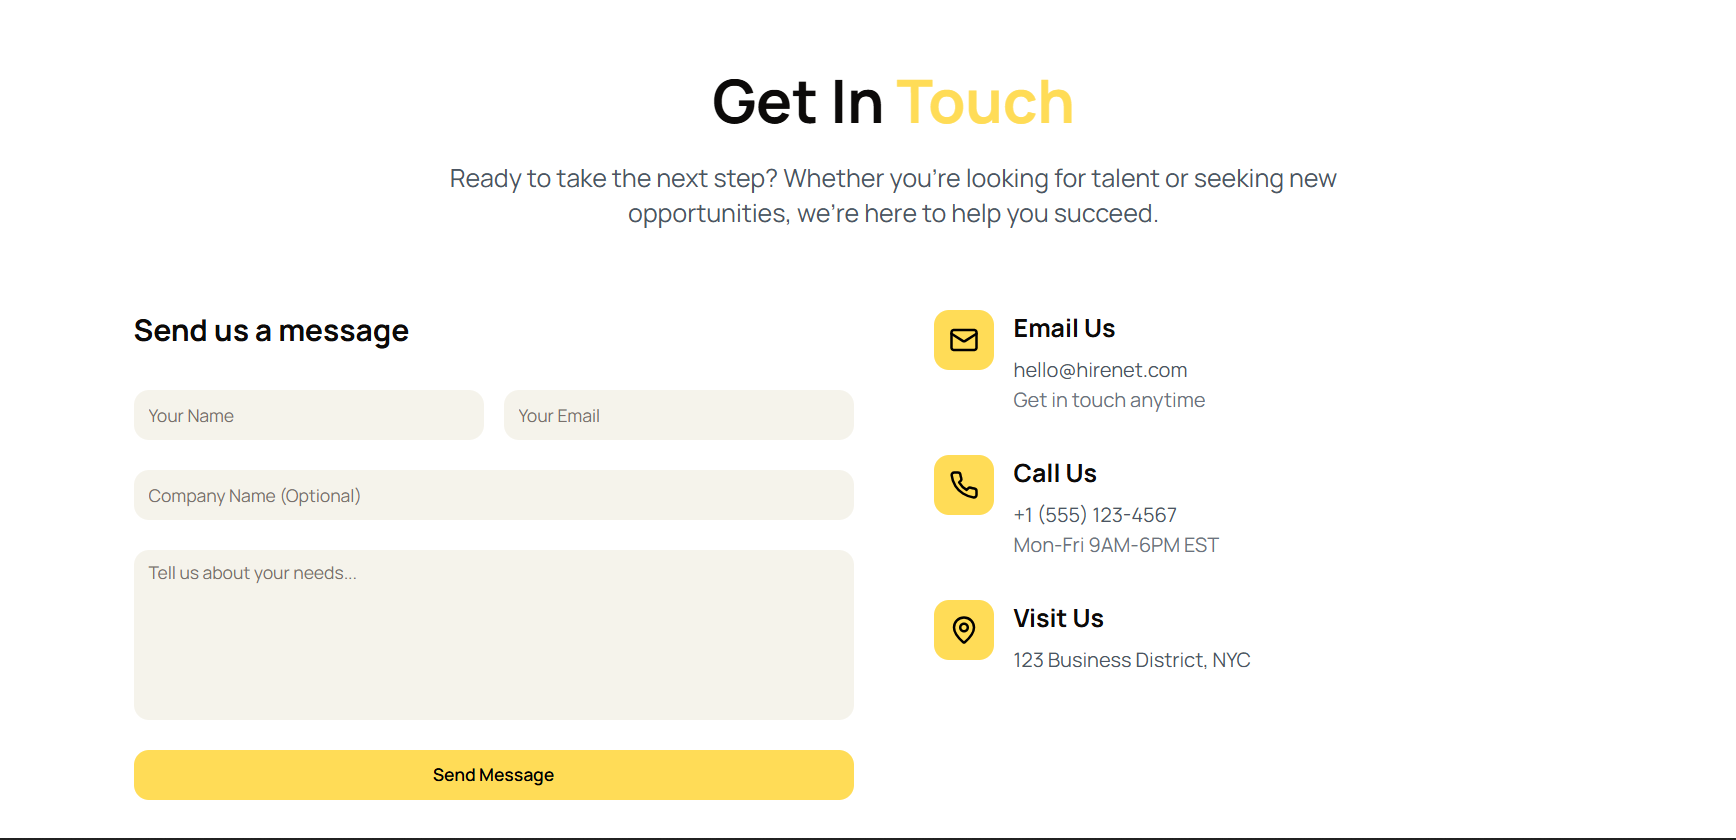 Get In Touch
Ready to take the next step? Whether you're looking for talent or seeking new
opportunities, we're here to help you succeed.
Send us a message
Your Name
Your Email
Company Name (Optional)
Tell us about your needs...
Send Message
Email Us
hello@hirenet.com
Get in touch anytime
Call Us
+1 (555) 123-4567
Mon-Fri 9AM-6PM EST
Visit Us
123 Business District, NYC